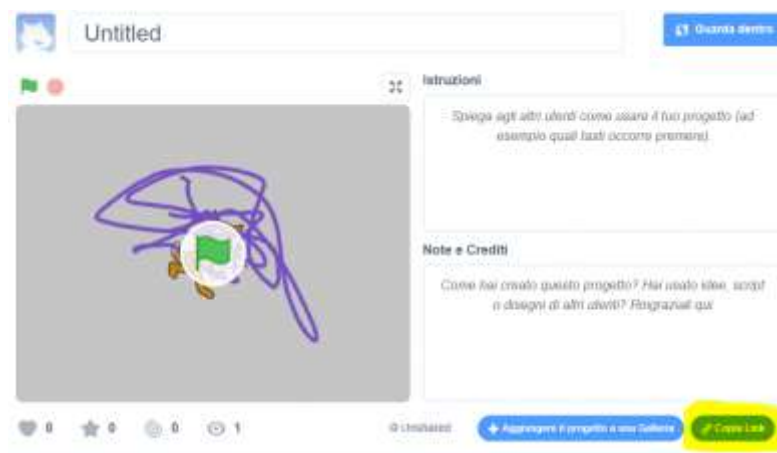 Untitled
Guarda dentro
Istruzioni
Spiega agli altri utenti come usare il tuo progetto (ad
esempio quali tasti occorre premere).
Note e Crediti
Come hai creato questo progetto? Hai usato idee, script
o disegni di altri utenti? Ringraziali qui.
0 0 0 1
Unshared
Aggiungere il progetto a una Galleria
Copia Link